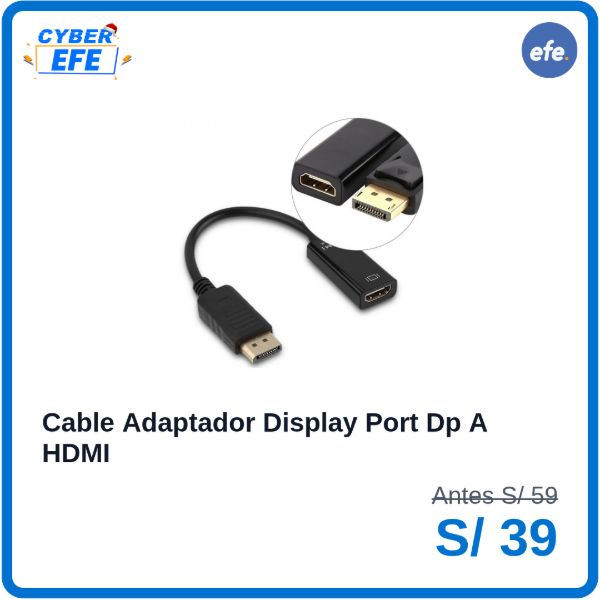 CYBER
EFE
efe.
Cable Adaptador Display Port Dp A
HDMI
Antes S/ 59
S/ 39